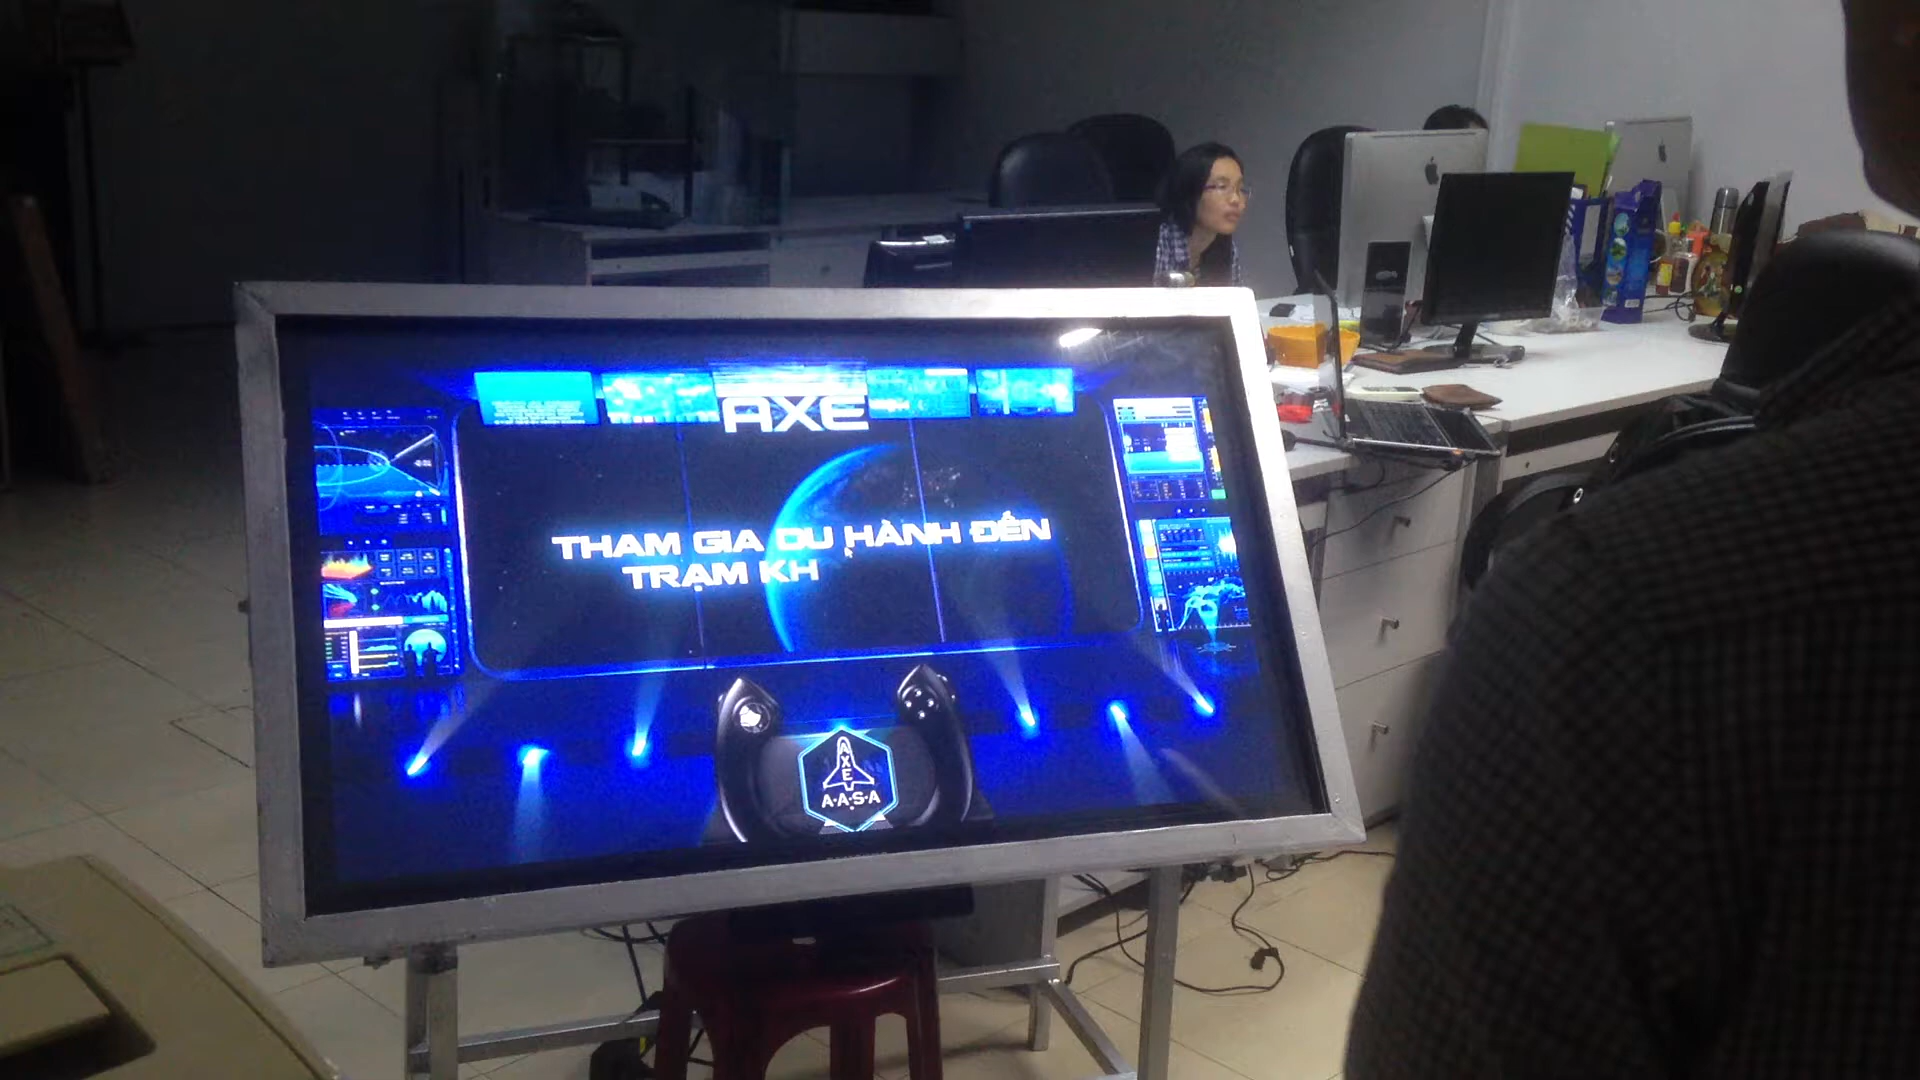 AXE
THAM GIA DU HÀNH ĐẾN
TRẠM KH
AXE
A·A·S·A